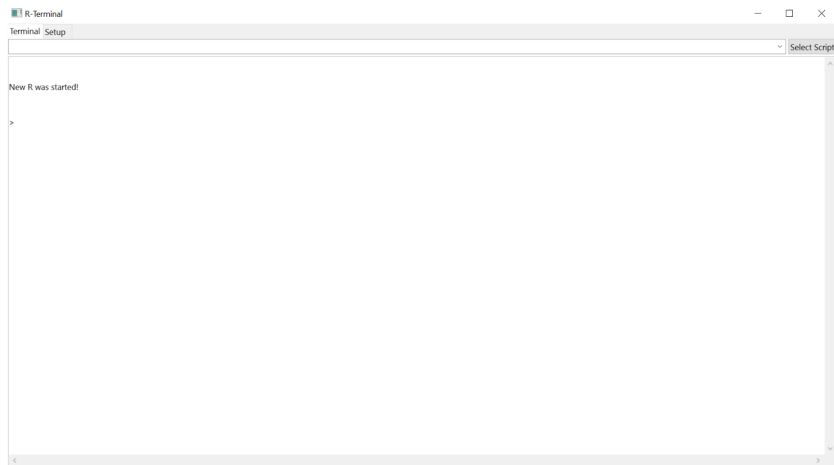 R-Terminal
Terminal Setup
Select Script
New R was started!
>